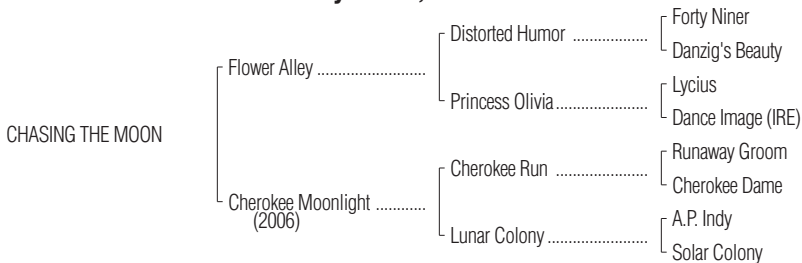 Forty Niner
Distorted Humor ..................
Danzig's Beauty
Flower Alley ..........................
Lycius
Princess Olivia ......................
Dance Image (IRE)
CHASING THE MOON
Runaway Groom
Cherokee Run ......................
Cherokee Dame
Cherokee Moonlight ............
(2006)
A.P. Indy
Lunar Colony ........................
Solar Colony